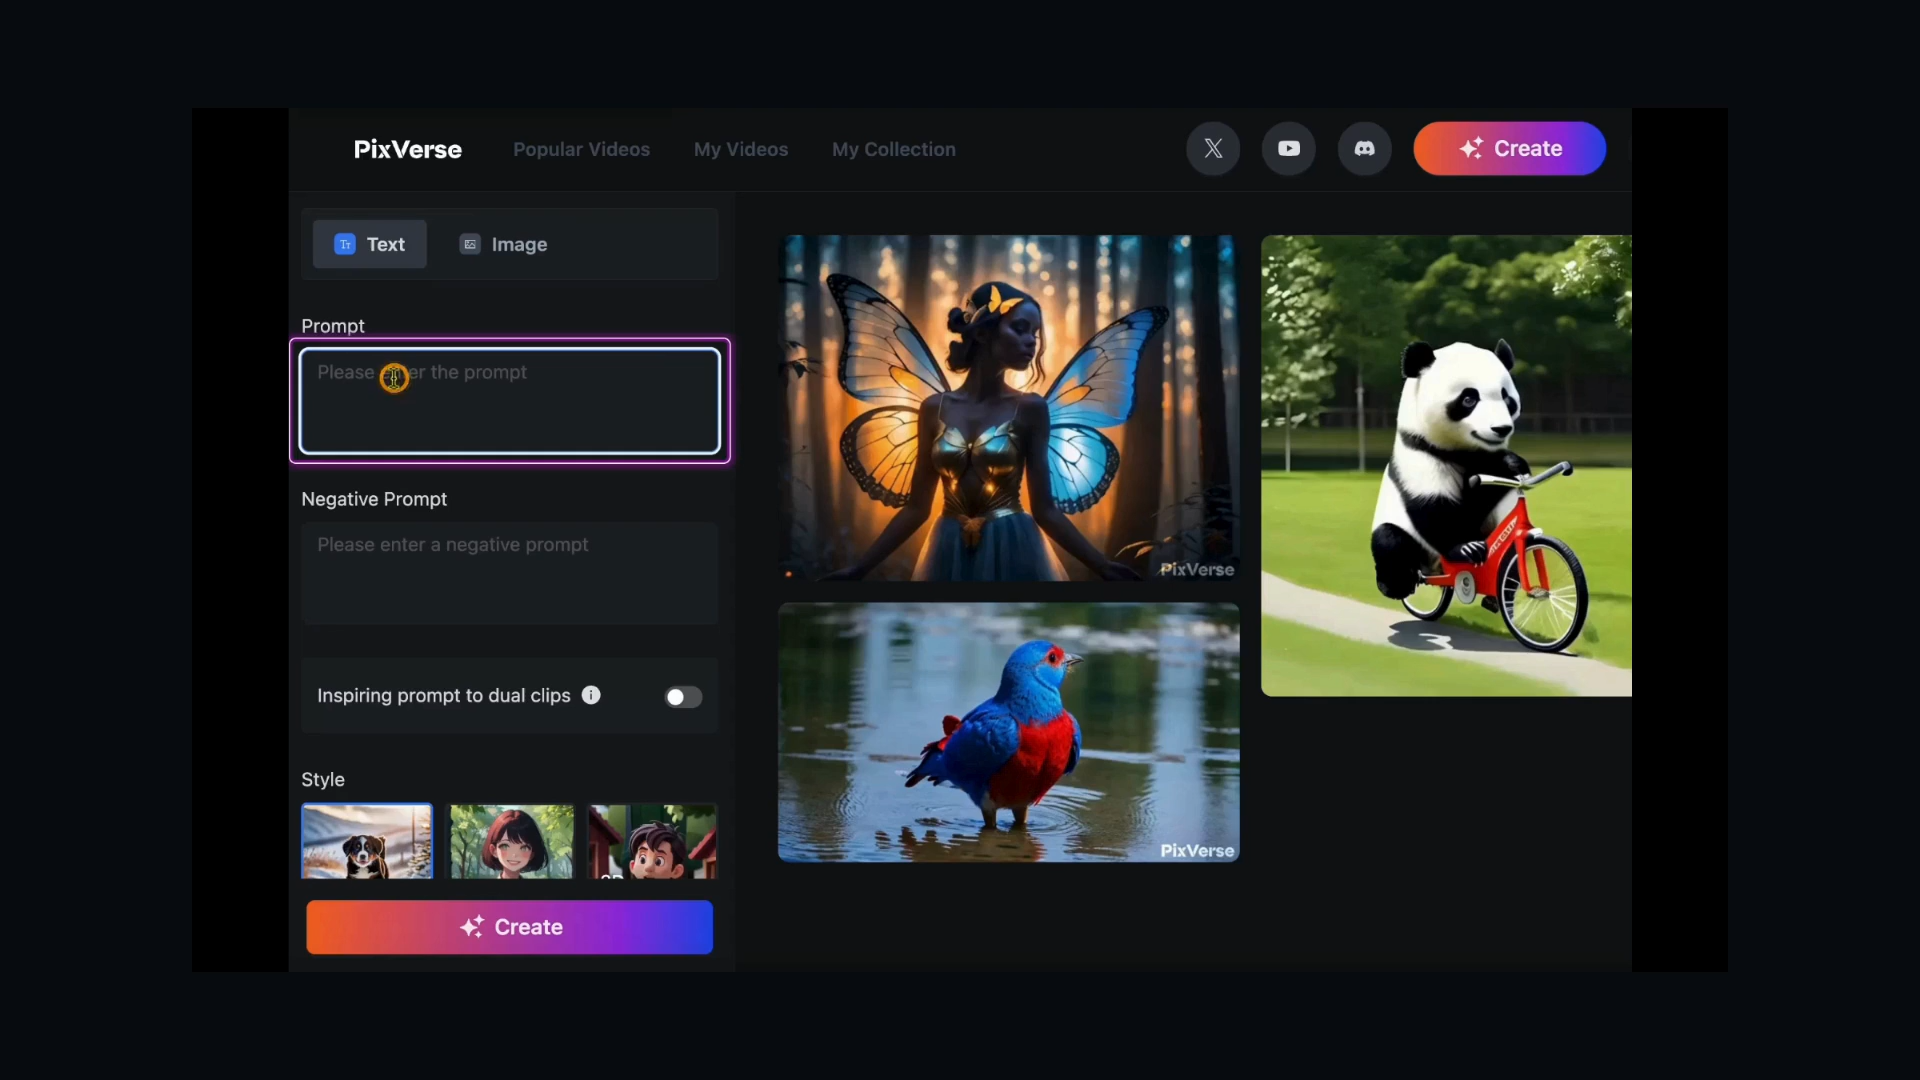 PixVerse
Popular Videos
My Videos
My Collection
Create
Text
Image
Prompt
Please enter the prompt
Negative Prompt
Please enter a negative prompt
Inspiring prompt to dual clips
Style
Create
PixVerse
PixVerse